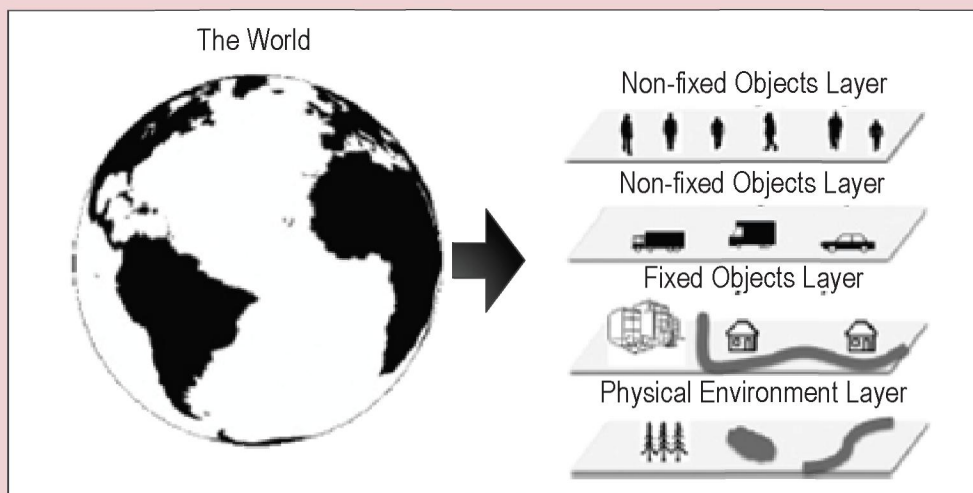 The World
Non-fixed Objects Layer
Non-fixed Objects Layer
Fixed Objects Layer
Physical Environment Layer